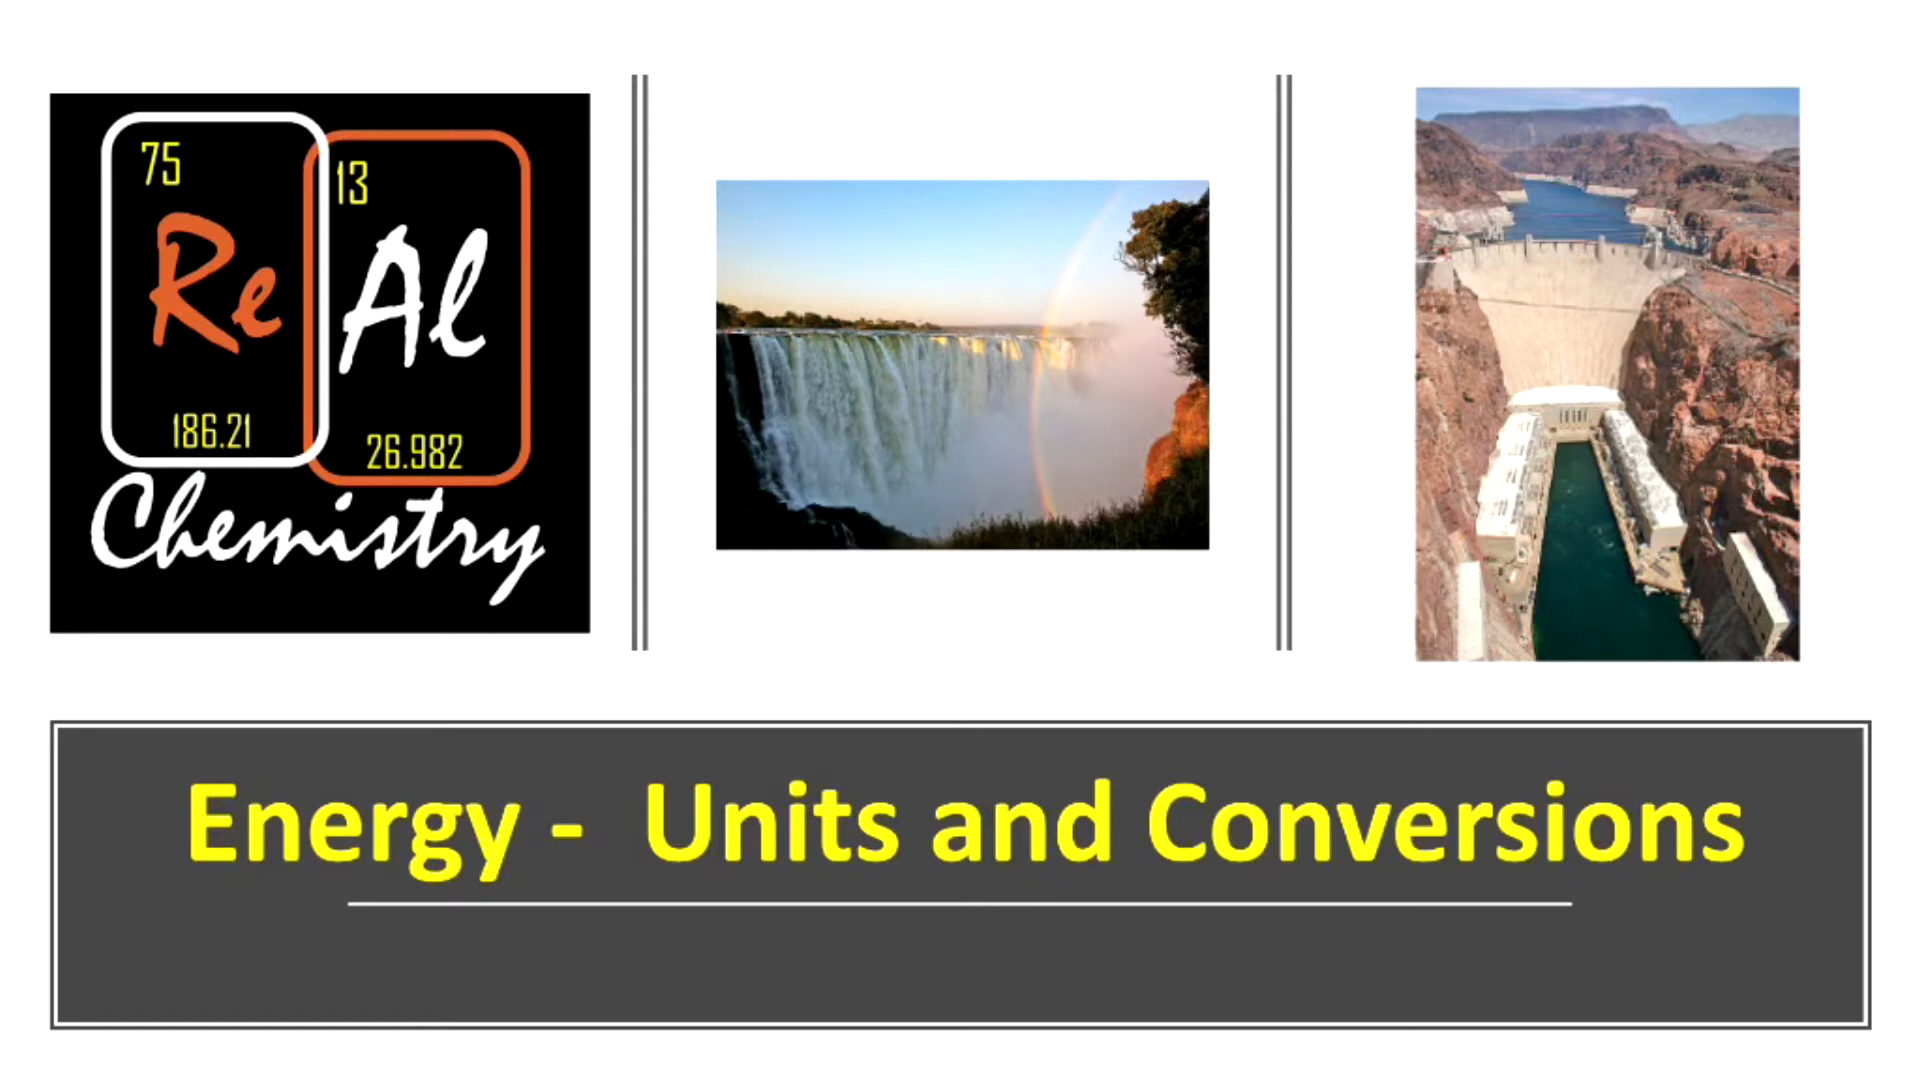 75
13
Re
Al
186.21
26.982
Chemistry
Energy - Units and Conversions